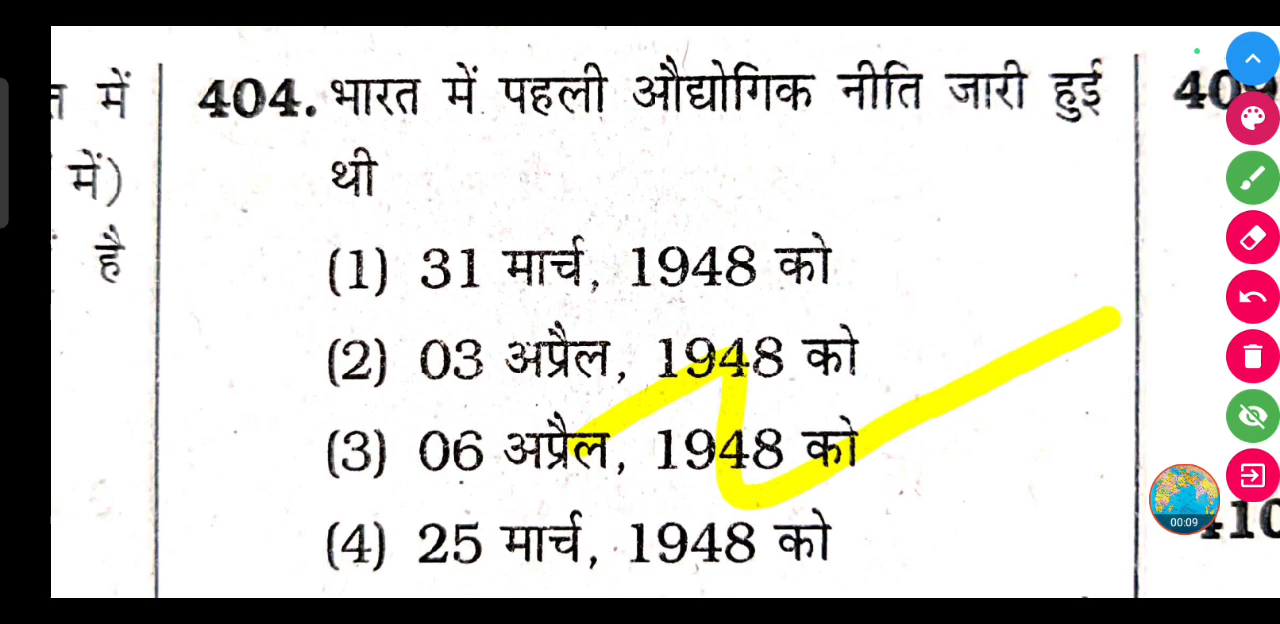 त में
404. भारत में पहली औद्योगिक नीति जारी हुई
थी
में)
है
(1) 31 मार्च, 1948 को
(2) 03 अप्रैल, 1948 को
(3) 06 अप्रैल, 1948 को
(4) 25 मार्च, 1948 को
00:09